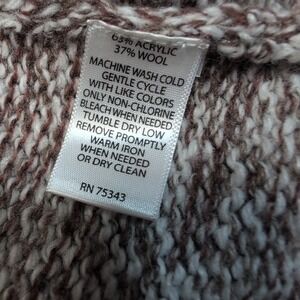 63% ACRYLIC
37% WOOL
MACHINE WASH COLD
GENTLE CYCLE
WITH LIKE COLORS
ONLY NON-CHLORINE
BLEACH WHEN NEEDED
TUMBLE DRY LOW
REMOVE PROMPTLY
WARM IRON
WHEN NEEDED
OR DRY CLEAN
RN 75343